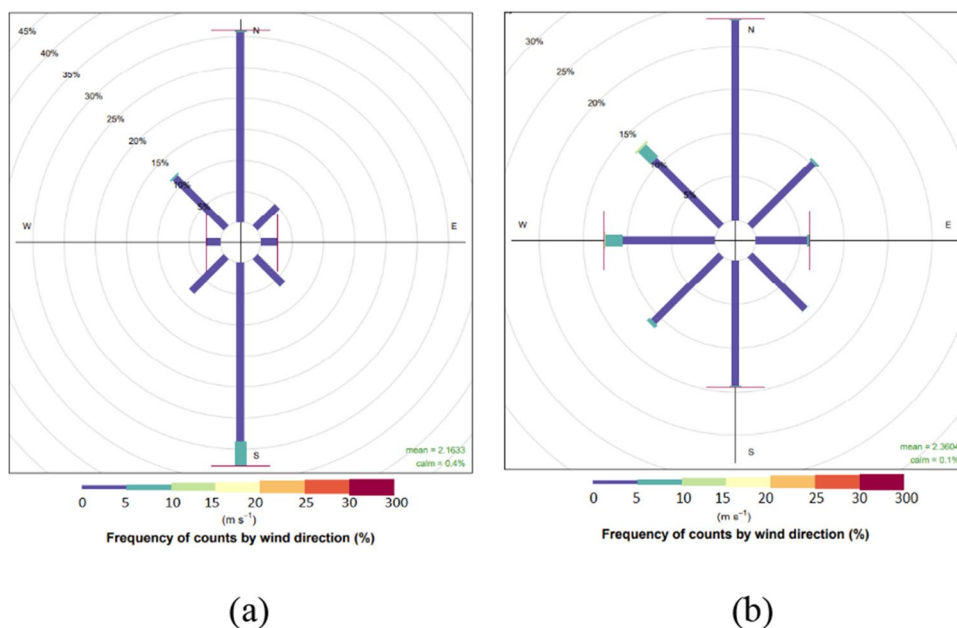 45%
40%
35%
30%
25%
20%
15%
10%
5%
N
W
E
S
mean = 2.1633
calm = 0.4%
0 5 10 15 20 25 30 300
(m s⁻¹)
Frequency of counts by wind direction (%)
(a)
30%
25%
20%
15%
10%
5%
N
W
E
S
mean = 2.3604
calm = 0.1%
0 5 10 15 20 25 30 300
(m s⁻¹)
Frequency of counts by wind direction (%)
(b)